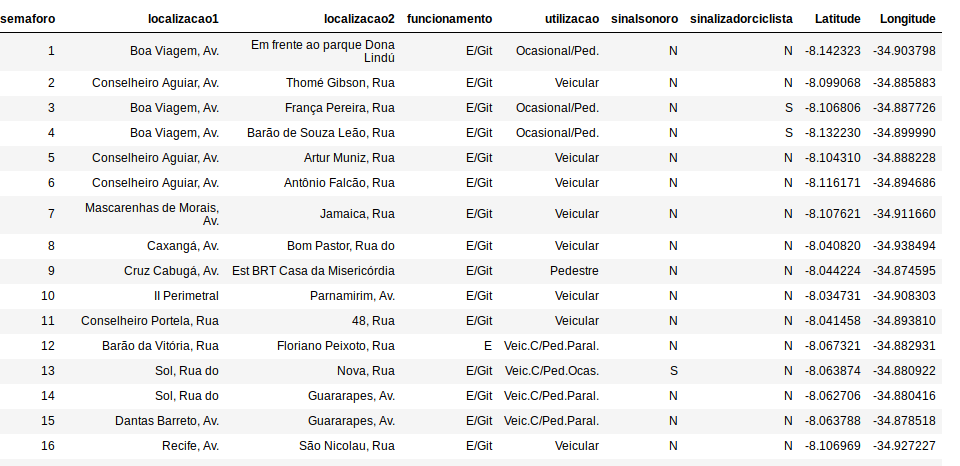 semaforo localizacao1 localizacao2 funcionamento utilizacao sinalsonoro sinalizadorciclista Latitude Longitude
1 Boa Viagem, Av. Em frente ao parque Dona Lindú E/Git Ocasional/Ped. N N -8.142323 -34.903798
2 Conselheiro Aguiar, Av. Thomé Gibson, Rua E/Git Veicular N N -8.099068 -34.885883
3 Boa Viagem, Av. França Pereira, Rua E/Git Ocasional/Ped. N S -8.106806 -34.887726
4 Boa Viagem, Av. Barão de Souza Leão, Rua E/Git Ocasional/Ped. N S -8.132230 -34.899990
5 Conselheiro Aguiar, Av. Artur Muniz, Rua E/Git Veicular N N -8.104310 -34.888228
6 Conselheiro Aguiar, Av. Antônio Falcão, Rua E/Git Veicular N N -8.116171 -34.894686
7 Mascarenhas de Morais, Av. Jamaica, Rua E/Git Veicular N N -8.107621 -34.911660
8 Caxangá, Av. Bom Pastor, Rua do E/Git Veicular N N -8.040820 -34.938494
9 Cruz Cabugá, Av. Est BRT Casa da Misericórdia E/Git Pedestre N N -8.044224 -34.874595
10 II Perimetral Parnamirim, Av. E/Git Veicular N N -8.034731 -34.908303
11 Conselheiro Portela, Rua 48, Rua E/Git Veicular N N -8.041458 -34.893810
12 Barão da Vitória, Rua Floriano Peixoto, Rua E Veic.C/Ped.Paral. N N -8.067321 -34.882931
13 Sol, Rua do Nova, Rua E/Git Veic.C/Ped.Ocas. S N -8.063874 -34.880922
14 Sol, Rua do Guararapes, Av. E/Git Veic.C/Ped.Paral. N N -8.062706 -34.880416
15 Dantas Barreto, Av. Guararapes, Av. E/Git Veic.C/Ped.Paral. N N -8.063788 -34.878518
16 Recife, Av. São Nicolau, Rua E/Git Veicular N N -8.106969 -34.927227